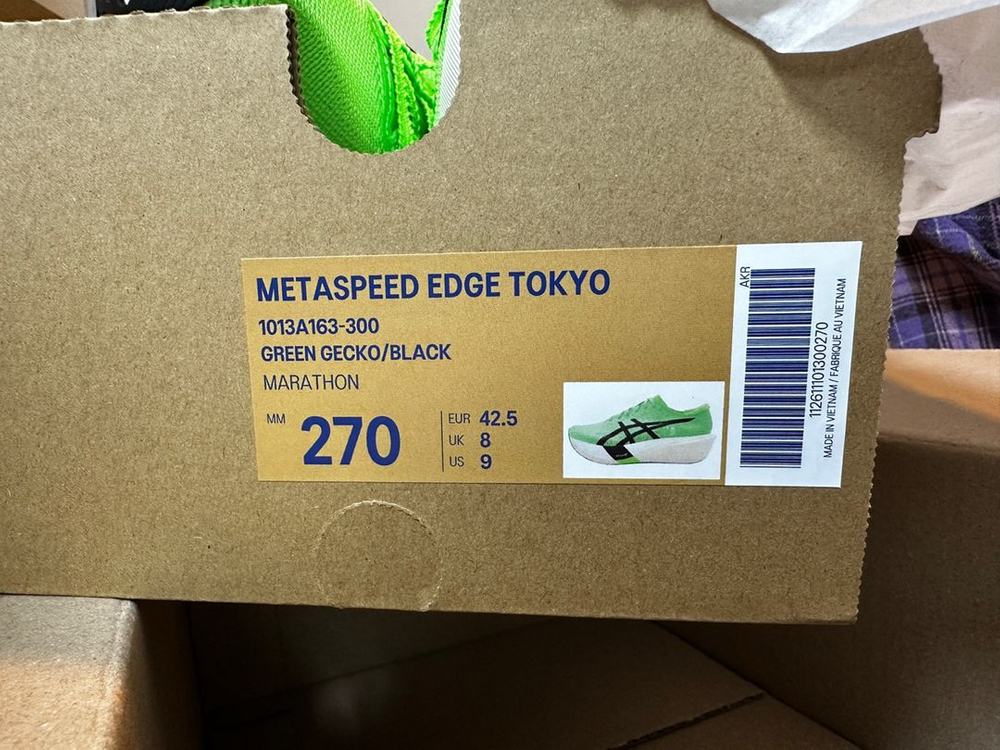 METASPEED EDGE TOKYO
1013A163-300
GREEN GECKO/BLACK
MARATHON
MM 270
EUR 42.5
UK 8
US 9
AKR
112611101300270
MADE IN VIETNAM / FABRIQUE AU VIETNAM